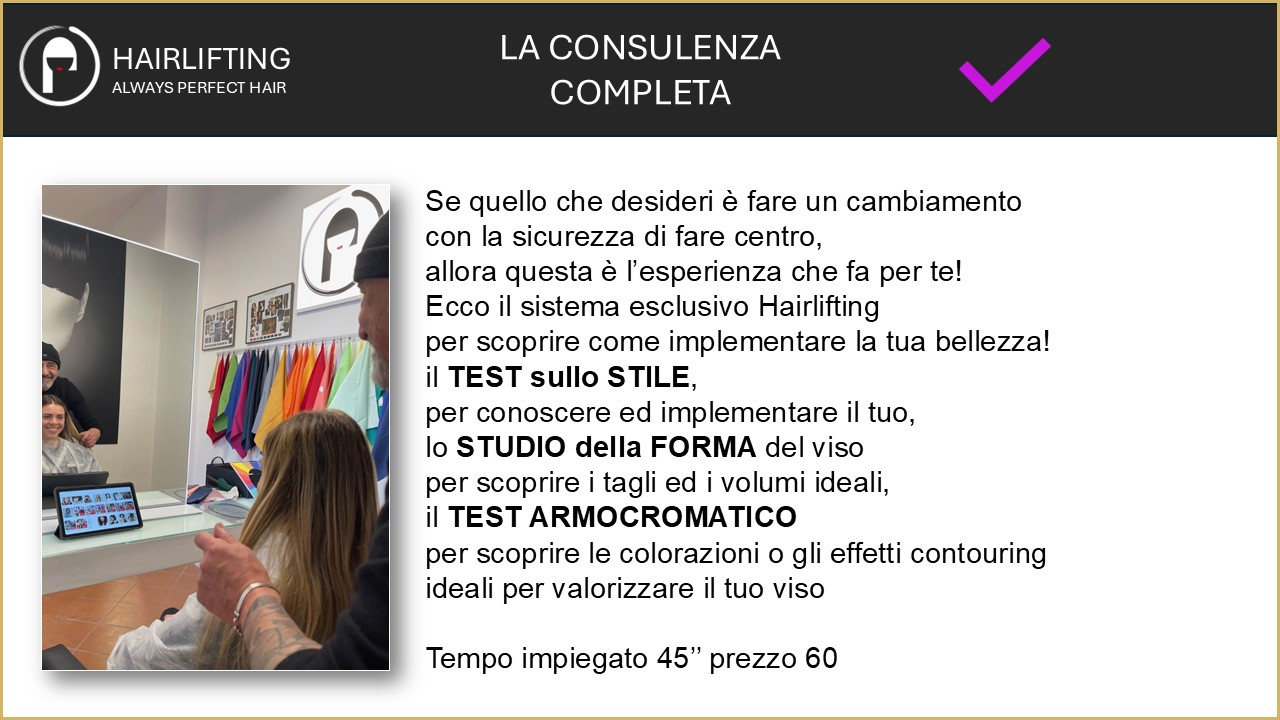 HAIRLIFTING
ALWAYS PERFECT HAIR
LA CONSULENZA
COMPLETA
Se quello che desideri è fare un cambiamento
con la sicurezza di fare centro,
allora questa è l’esperienza che fa per te!
Ecco il sistema esclusivo Hairlifting
per scoprire come implementare la tua bellezza!
il TEST sullo STILE,
per conoscere ed implementare il tuo,
lo STUDIO della FORMA del viso
per scoprire i tagli ed i volumi ideali,
il TEST ARMOCROMATICO
per scoprire le colorazioni o gli effetti contouring
ideali per valorizzare il tuo viso
Tempo impiegato 45’’ prezzo 60